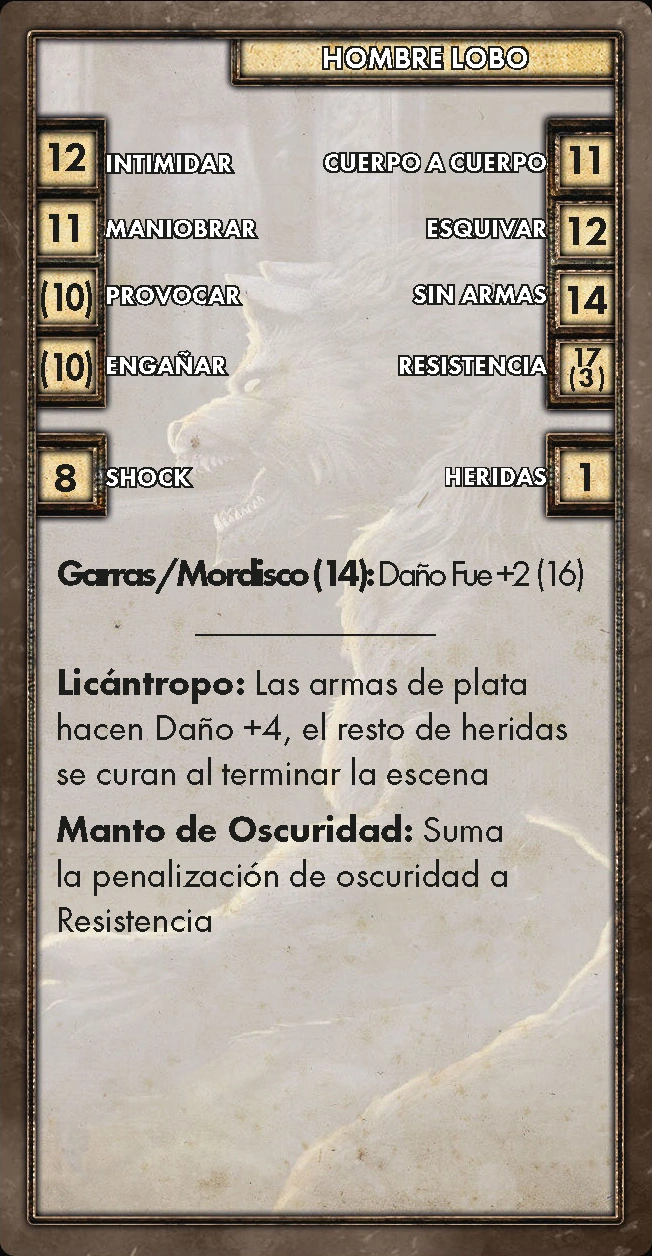 HOMBRE LOBO
12 INTIMIDAR CUERPO A CUERPO 11
11 MANIOBRAR ESQUIVAR 12
(10) PROVOCAR SIN ARMAS 14
(10) ENGAÑAR RESISTENCIA 17 (3)
8 SHOCK HERIDAS 1
Garras/Mordisco (14): Daño Fue +2 (16)
Licántropo: Las armas de plata
hacen Daño +4, el resto de heridas
se curan al terminar la escena
Manto de Oscuridad: Suma
la penalización de oscuridad a
Resistencia